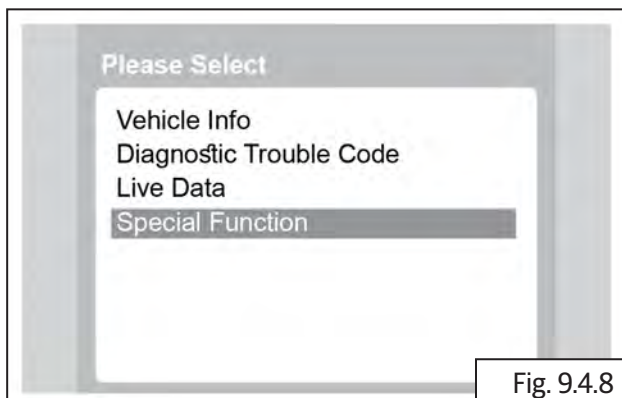 Please Select
Vehicle Info
Diagnostic Trouble Code
Live Data
Special Function
Fig. 9.4.8